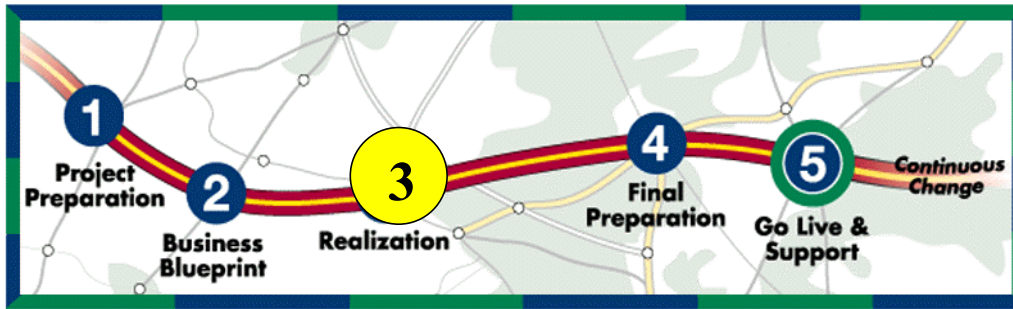 1
Project
Preparation
2
Business
Blueprint
3
Realization
4
Final
Preparation
5
Go Live &
Support
Continuous
Change